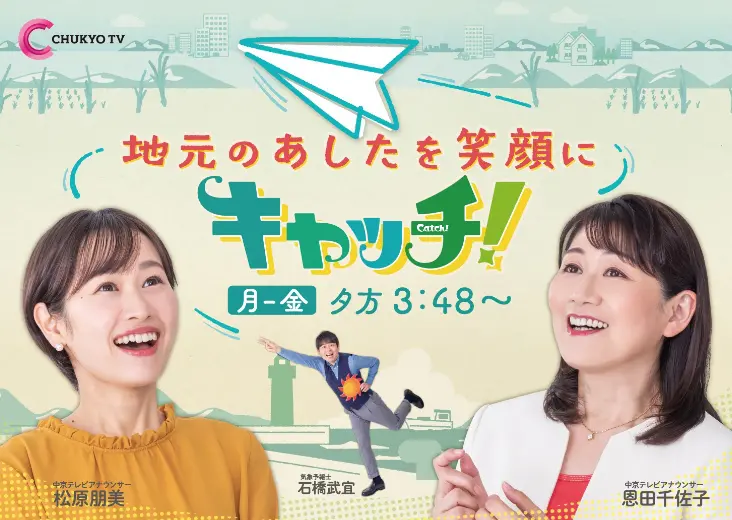 CHUKYO TV
地元のあしたを笑顔に
キャッチ!
Catch!
月-金 夕方 3:48~
中京テレビアナウンサー
松原朋美
気象予報士
石橋武宜
中京テレビアナウンサー
恩田千佐子